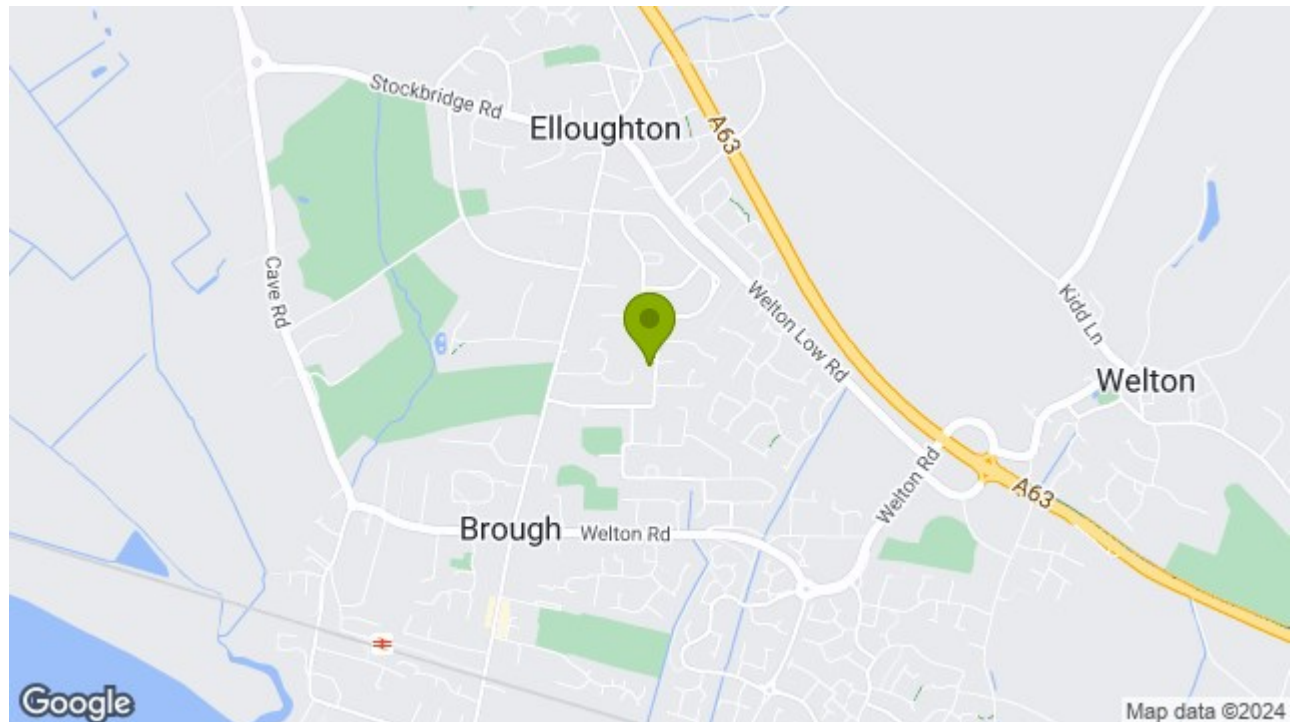 Stockbridge Rd
Elloughton
A63
Cave Rd
Welton Low Rd
Kidd Ln
Welton
Welton Rd
A63
Brough
Welton Rd
Google
Map data ©2024